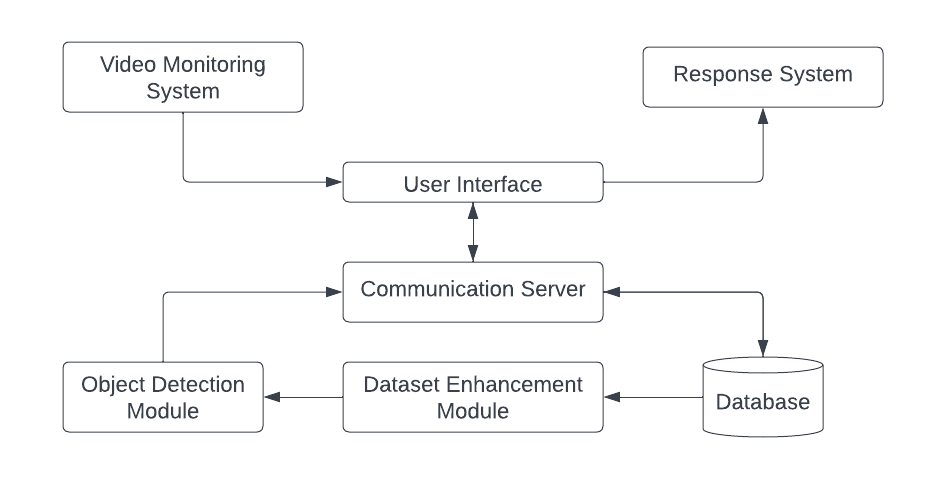 Video Monitoring
System
Response System
User Interface
Communication Server
Object Detection
Module
Dataset Enhancement
Module
Database